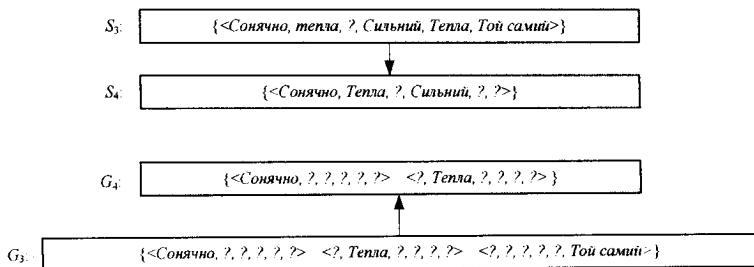 S₃: {<Сонячно, тепла, ?, Сильний, Тепла, Той самий>}
S₄: {<Сонячно, Тепла, ?, Сильний, ?, ?>}
G₄: {<Сонячно, ?, ?, ?, ?, ?> <?, Тепла, ?, ?, ?, ?> }
G₃: {<Сонячно, ?, ?, ?, ?, ?> <?, Тепла, ?, ?, ?, ?> <?, ?, ?, ?, ?, Той самий>}